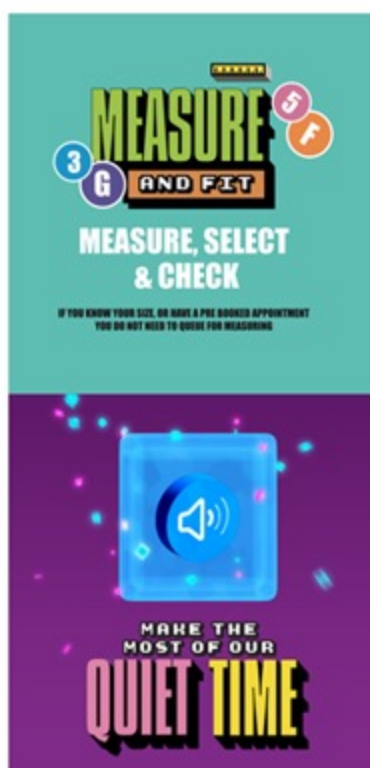 MEASURE
5
F
3
G
AND FIT
MEASURE, SELECT
& CHECK
IF YOU KNOW YOUR SIZE, OR HAVE A PRE BOOKED APPOINTMENT
YOU DO NOT NEED TO QUEUE FOR MEASURING
MAKE THE
MOST OF OUR
QUIET TIME